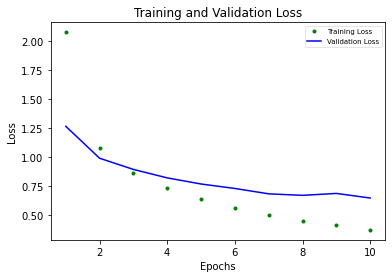 Training and Validation Loss
Training Loss
Validation Loss
Loss
2.00
1.75
1.50
1.25
1.00
0.75
0.50
2
4
6
8
10
Epochs